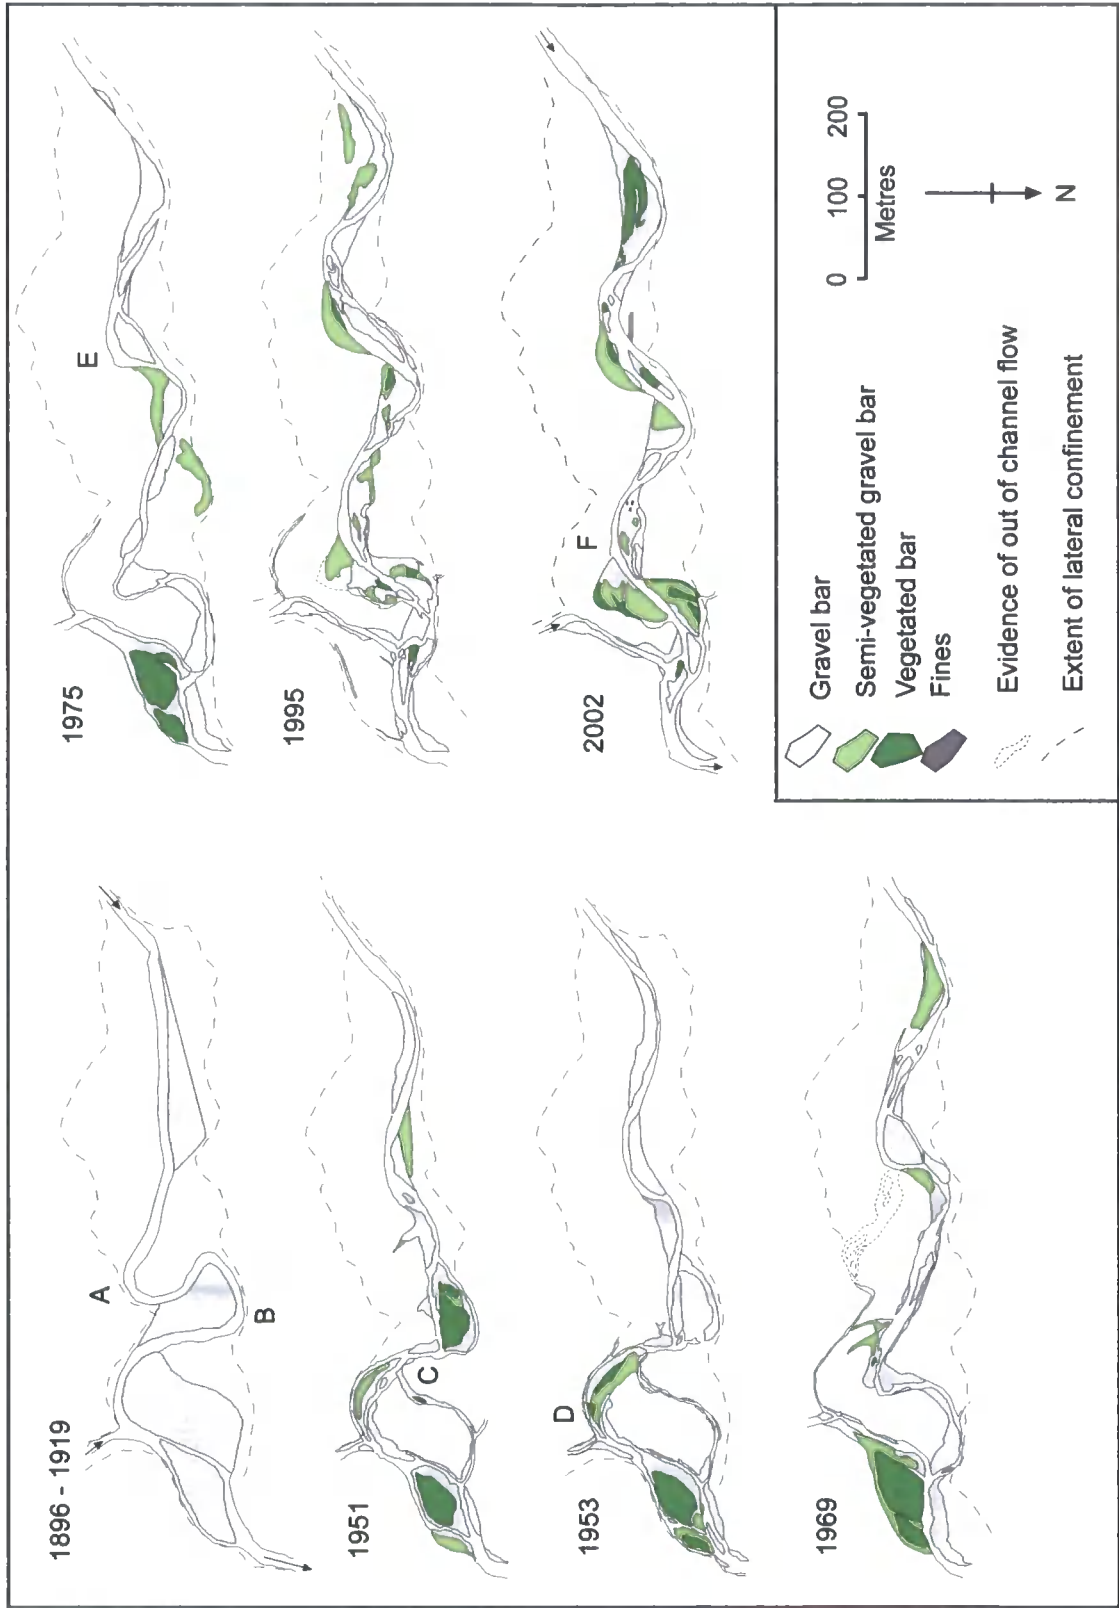 1896 - 1919
A
B
1951
C
1953
D
1969
1975
E
1995
2002
F
Gravel bar
Semi-vegetated gravel bar
Vegetated bar
Fines
Evidence of out of channel flow
Extent of lateral confinement
0 100 200
Metres
N